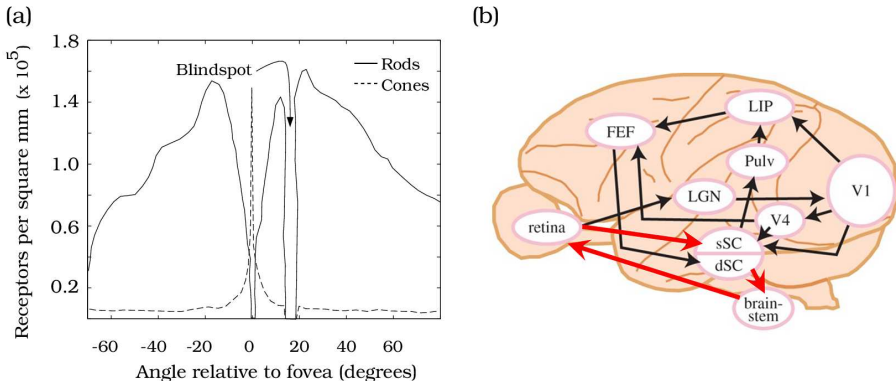 (a)
Receptors per square mm (x 10⁵)
1.8
1.4
1.0
0.6
0.2
Blindspot
Rods
Cones
-60 -40 -20 0 20 40 60
Angle relative to fovea (degrees)
(b)
LIP
FEF
Pulv
V1
LGN
V4
retina
sSC
dSC
brain-
stem